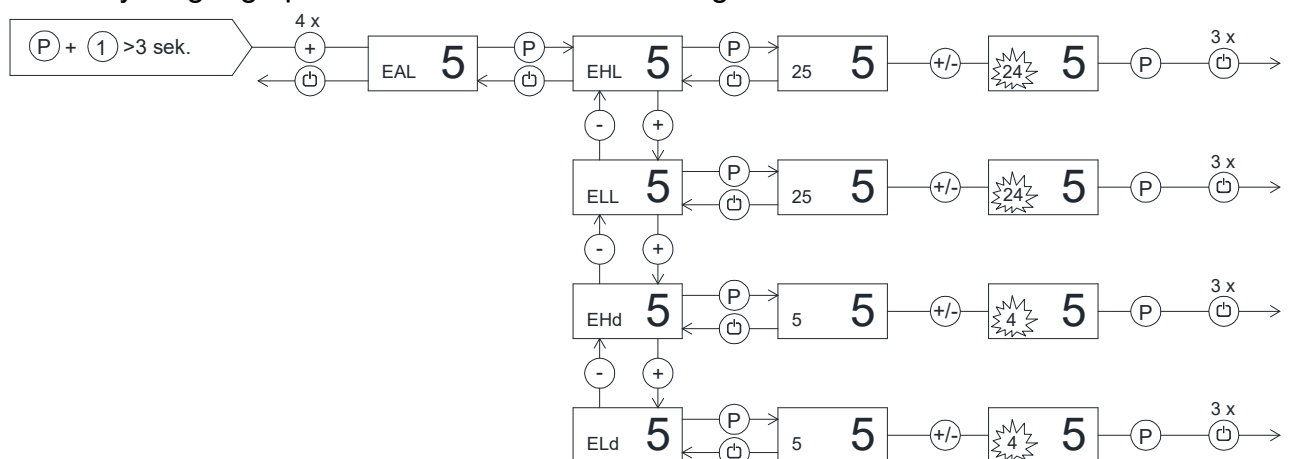 4 x
3 x
P + 1 >3 sek. + EAL 5 P EHL 5 P 25 5 +/- 24 5 P
- +
3 x
ELL 5 P 25 5 +/- 24 5 P
- +
3 x
EHd 5 P 5 5 +/- 4 5 P
- +
3 x
ELd 5 P 5 5 +/- 4 5 P